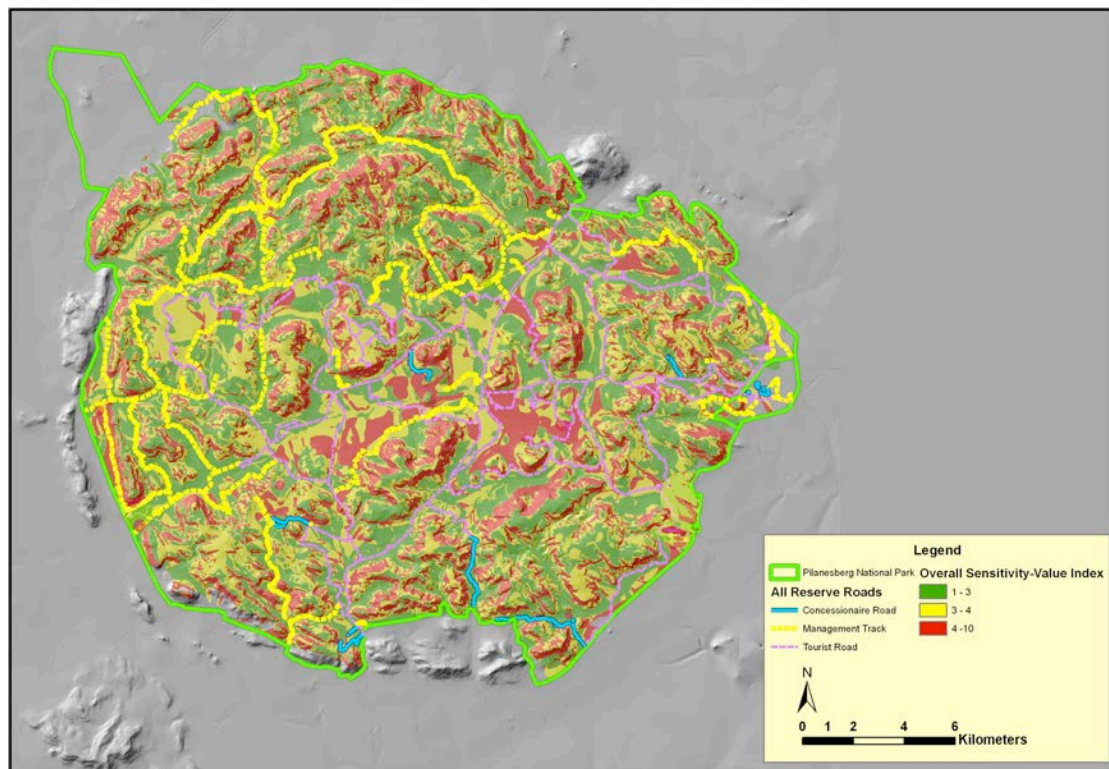 Legend
Pilanesberg National Park
All Reserve Roads
Concessionaire Road
Management Track
Tourist Road
Overall Sensitivity-Value Index
1 - 3
3 - 4
4 -10
N
0 1 2 4 6
Kilometers